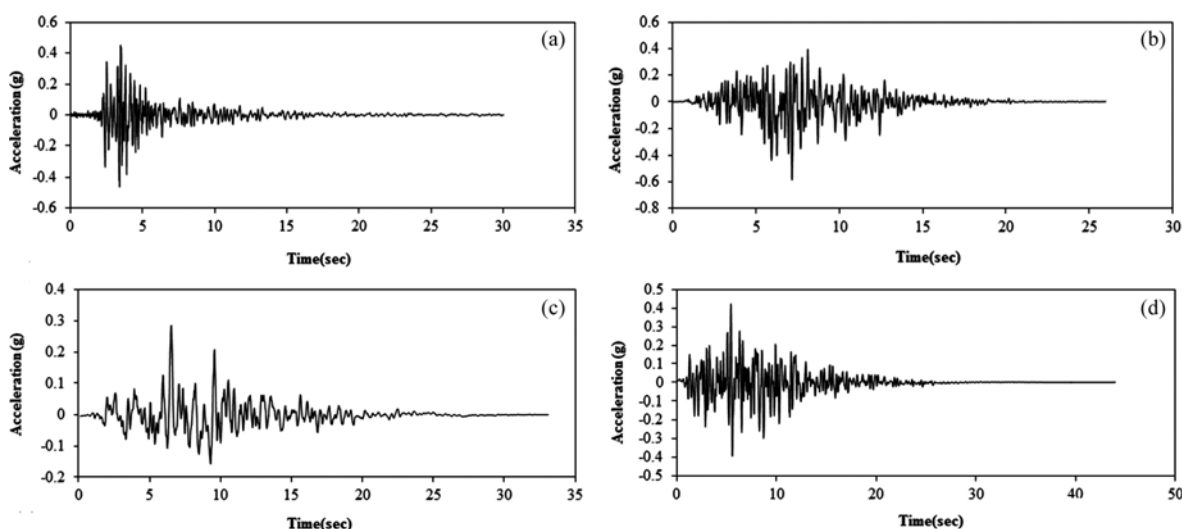 (a)
Acceleration (g)
0.6
0.4
0.2
0
-0.2
-0.4
-0.6
0 5 10 15 20 25 30 35
Time(sec)
(b)
Acceleration (g)
0.6
0.4
0.2
0
-0.2
-0.4
-0.6
-0.8
0 5 10 15 20 25 30
Time(sec)
(c)
Acceleration (g)
0.4
0.3
0.2
0.1
0
-0.1
-0.2
0 5 10 15 20 25 30 35
Time(sec)
(d)
Acceleration (g)
0.5
0.4
0.3
0.2
0.1
0
-0.1
-0.2
-0.3
-0.4
-0.5
0 10 20 30 40 50
Time(sec)